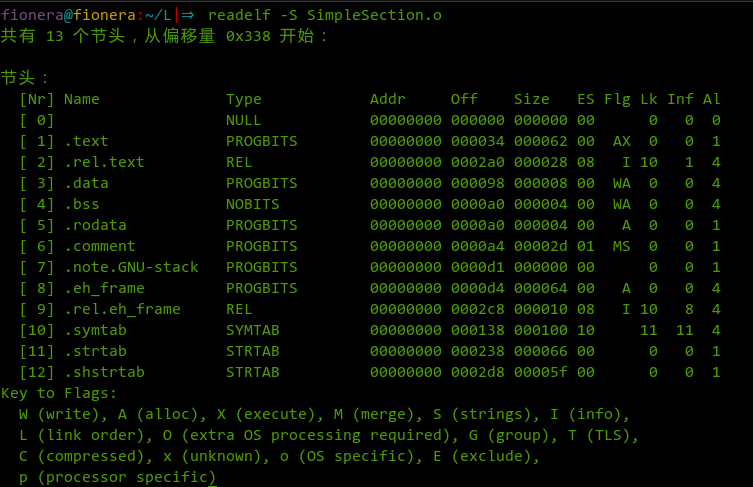 fionera@fionera:~/L|⇒ readelf -S SimpleSection.o
共有 13 个节头，从偏移量 0x338 开始：
节头：
[Nr] Name Type Addr Off Size ES Flg Lk Inf Al
[ 0] NULL 00000000 000000 000000 00 0 0 0
[ 1] .text PROGBITS 00000000 000034 000062 00 AX 0 0 1
[ 2] .rel.text REL 00000000 0002a0 000028 08 I 10 1 4
[ 3] .data PROGBITS 00000000 000098 000008 00 WA 0 0 4
[ 4] .bss NOBITS 00000000 0000a0 000004 00 WA 0 0 4
[ 5] .rodata PROGBITS 00000000 0000a0 000004 00 A 0 0 1
[ 6] .comment PROGBITS 00000000 0000a4 00002d 01 MS 0 0 1
[ 7] .note.GNU-stack PROGBITS 00000000 0000d1 000000 00 0 0 1
[ 8] .eh_frame PROGBITS 00000000 0000d4 000064 00 A 0 0 4
[ 9] .rel.eh_frame REL 00000000 0002c8 000010 08 I 10 8 4
[10] .symtab SYMTAB 00000000 000138 000100 10 11 11 4
[11] .strtab STRTAB 00000000 000238 000066 00 0 0 1
[12] .shstrtab STRTAB 00000000 0002d8 00005f 00 0 0 1
Key to Flags:
W (write), A (alloc), X (execute), M (merge), S (strings), I (info),
L (link order), O (extra OS processing required), G (group), T (TLS),
C (compressed), x (unknown), o (OS specific), E (exclude),
p (processor specific)